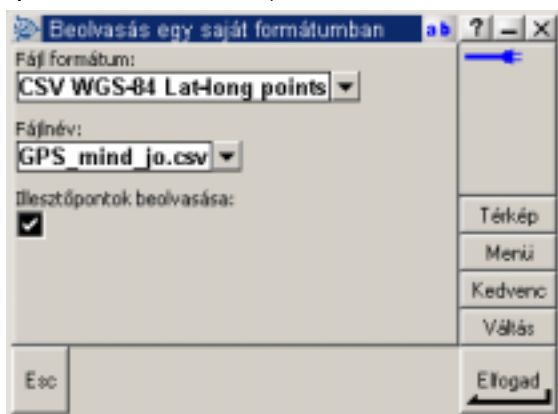 Beolvasás egy saját formátumban ab ? – X
Fájl formátum:
CSV WGS-84 Lat-long points
Fájlnév:
GPS_mind_jo.csv
Illesztőpontok beolvasása:
Térkép
Menü
Kedvenc
Váltás
Esc
Elfogad